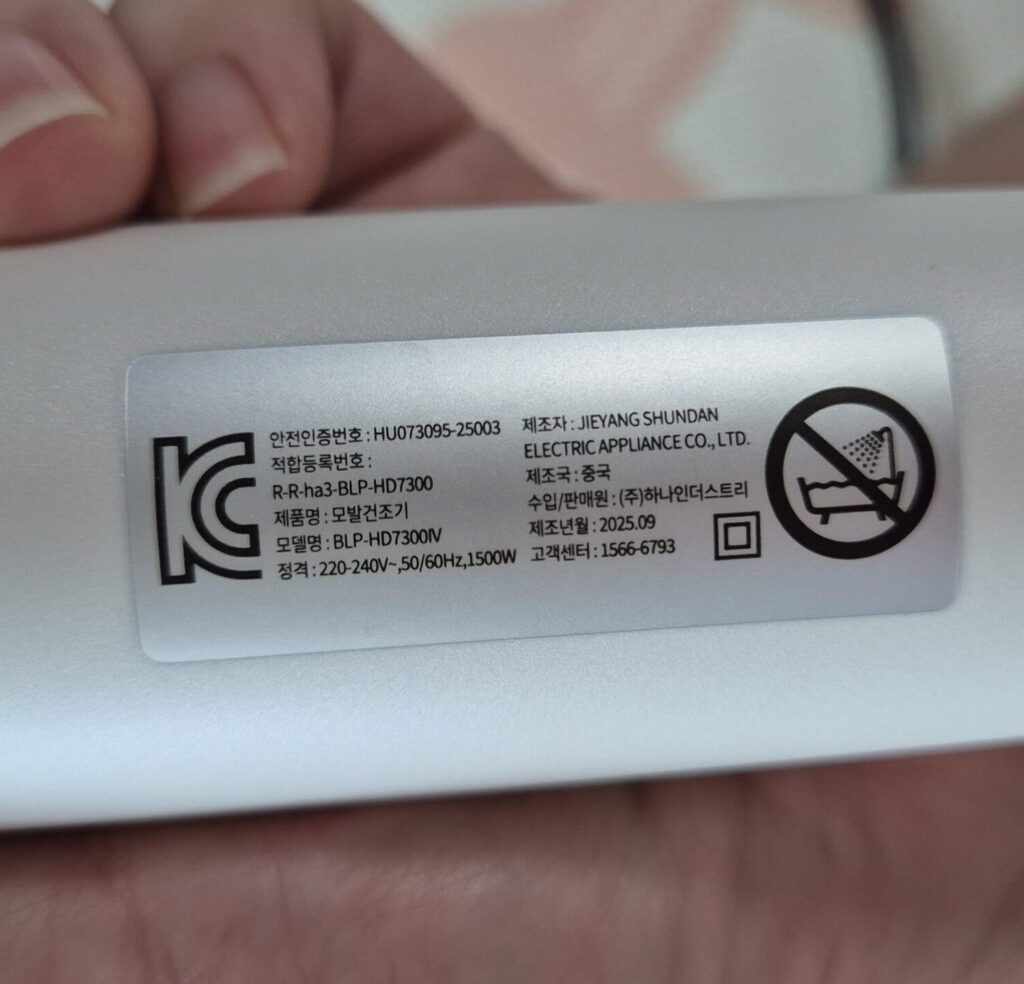 KC
안전인증번호 : HU073095-25003
적합등록번호 :
R-R-ha3-BLP-HD7300
제품명 : 모발건조기
모델명 : BLP-HD7300IV
정격 : 220-240V~,50/60Hz,1500W
제조자 : JIEYANG SHUNDAN
ELECTRIC APPLIANCE CO., LTD.
제조국 : 중국
수입/판매원 : (주)하나인더스트리
제조년월 : 2025.09
고객센터 : 1566-6793